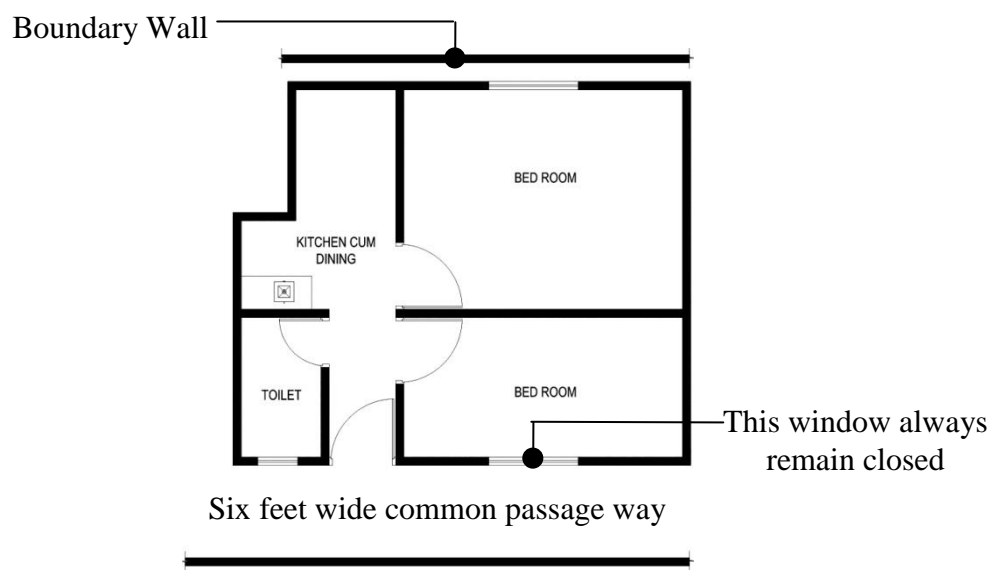 Boundary Wall
BED ROOM
KITCHEN CUM
DINING
TOILET
BED ROOM
This window always
remain closed
Six feet wide common passage way